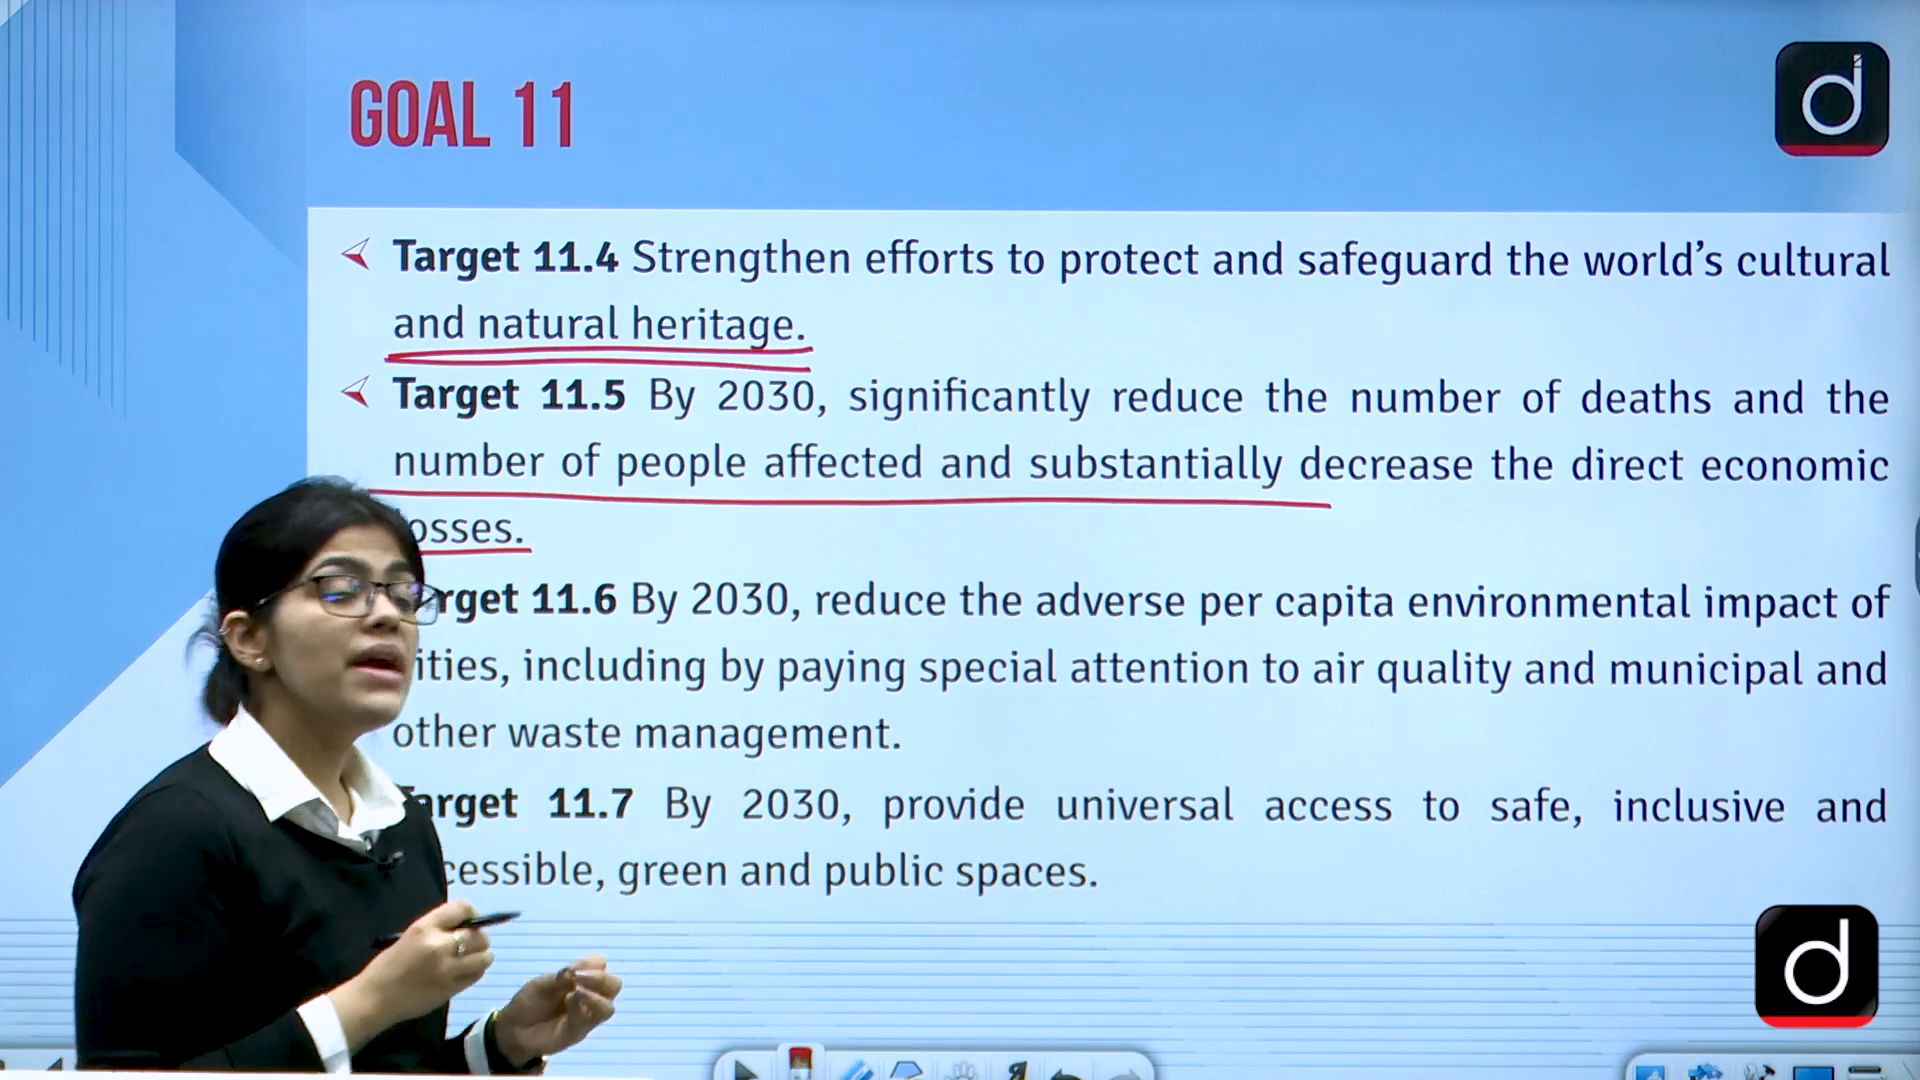 GOAL 11
Target 11.4 Strengthen efforts to protect and safeguard the world’s cultural
and natural heritage.
Target 11.5 By 2030, significantly reduce the number of deaths and the
number of people affected and substantially decrease the direct economic
osses.
rget 11.6 By 2030, reduce the adverse per capita environmental impact of
ities, including by paying special attention to air quality and municipal and
other waste management.
arget 11.7 By 2030, provide universal access to safe, inclusive and
cessible, green and public spaces.
d
d